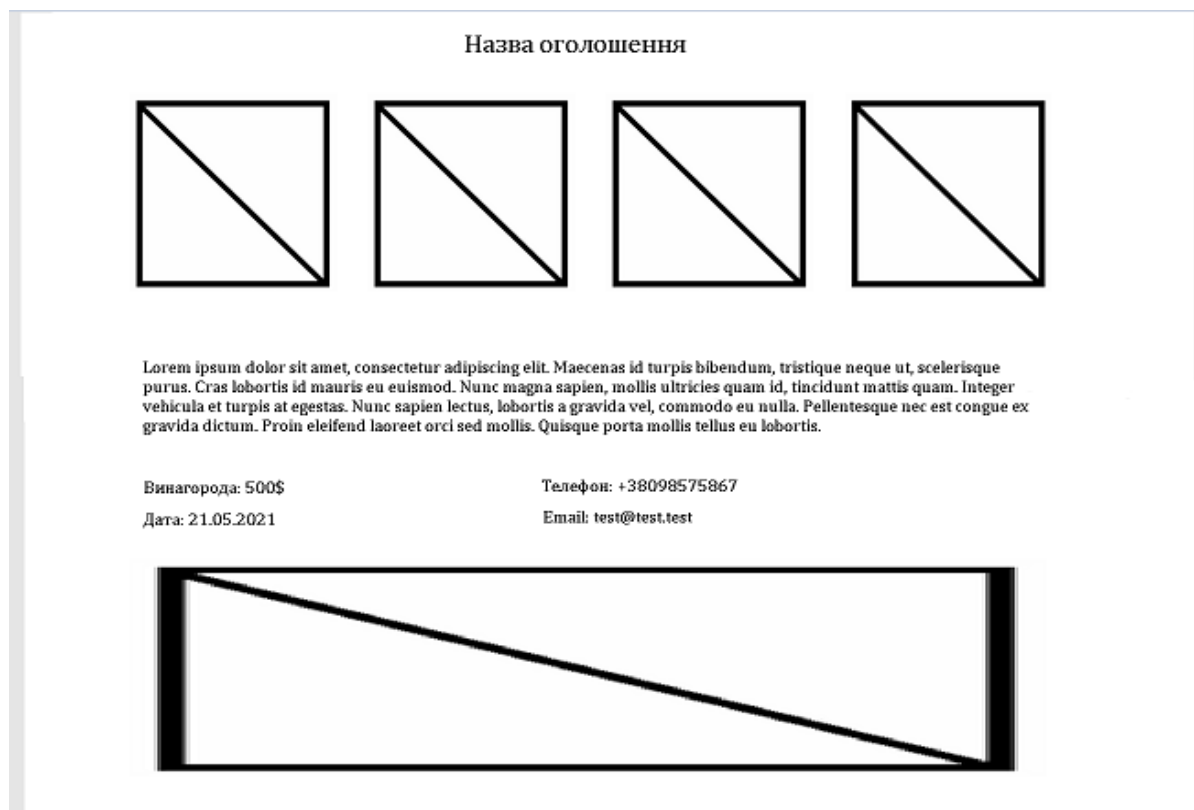 Назва оголошення
Lorem ipsum dolor sit amet, consectetur adipiscing elit. Maecenas id turpis bibendum, tristique neque ut, scelerisque
purus. Cras lobortis id mauris eu euismod. Nunc magna sapien, mollis ultricies quam id, tincidunt mattis quam. Integer
vehicula et turpis at egestas. Nunc sapien lectus, lobortis a gravida vel, commodo eu nulla. Pellentesque nec est congue ex
gravida dictum. Proin eleifend laoreet orci sed mollis. Quisque porta mollis tellus eu lobortis.
Винагорода: 500$
Телефон: +38098575867
Дата: 21.05.2021
Email: test@test.test